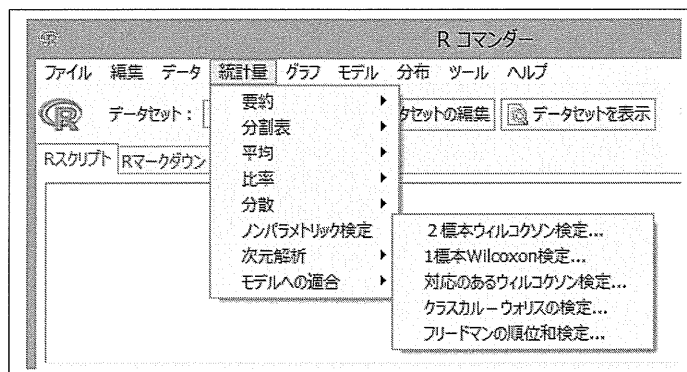 R コマンダー
ファイル 編集 データ 統計量 グラフ モデル 分布 ツール ヘルプ
R データセット: タセットの編集 データセットを表示
Rスクリプト Rマークダウン
要約
分割表
平均
比率
分散
ノンパラメトリック検定
次元解析
モデルへの適合
2標本ウィルコクソン検定...
1標本Wilcoxon検定...
対応のあるウィルコクソン検定...
クラスカル-ウォリスの検定...
フリードマンの順位和検定...